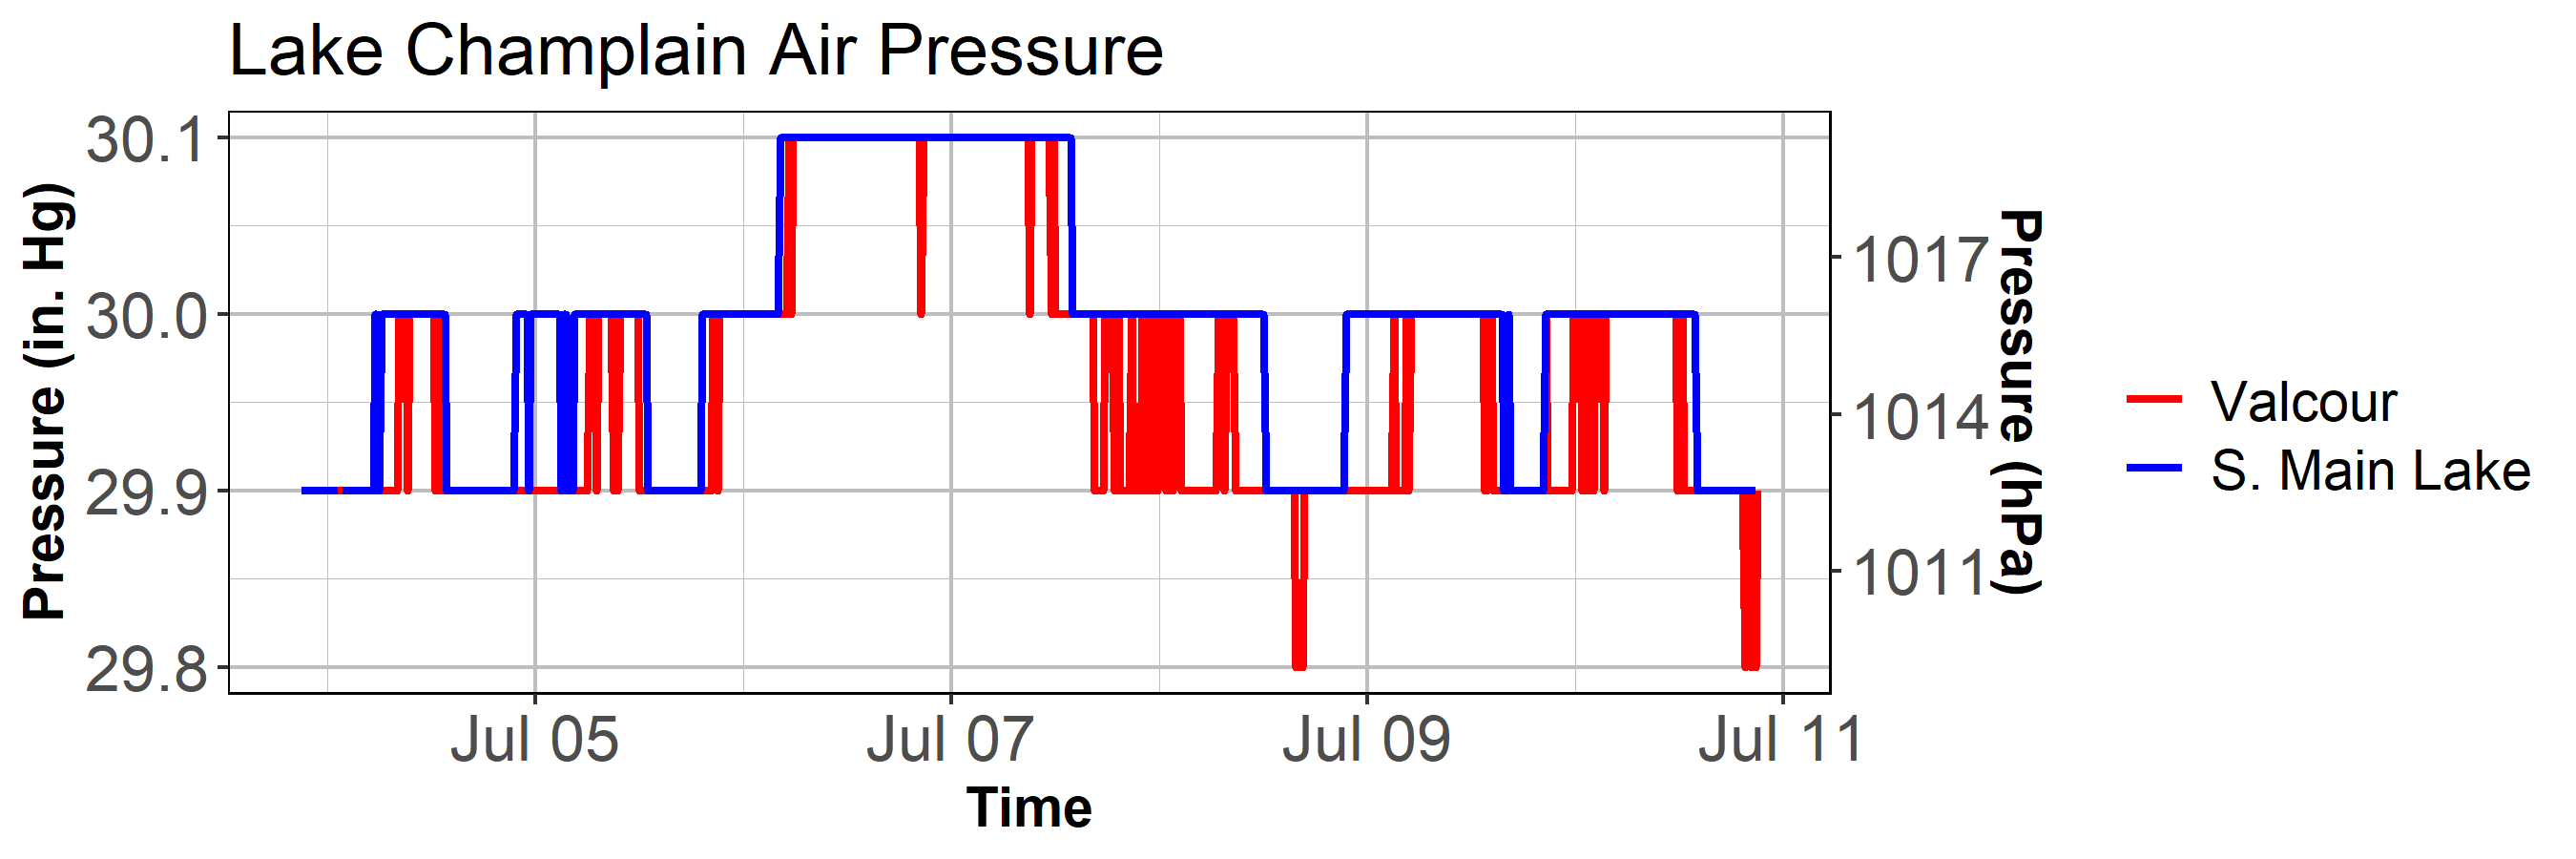 Lake Champlain Air Pressure
Pressure (in. Hg)
30.1
30.0
29.9
29.8
Jul 05
Jul 07
Jul 09
Jul 11
Time
1017
1014
1011
Pressure (hPa)
Valcour
S. Main Lake